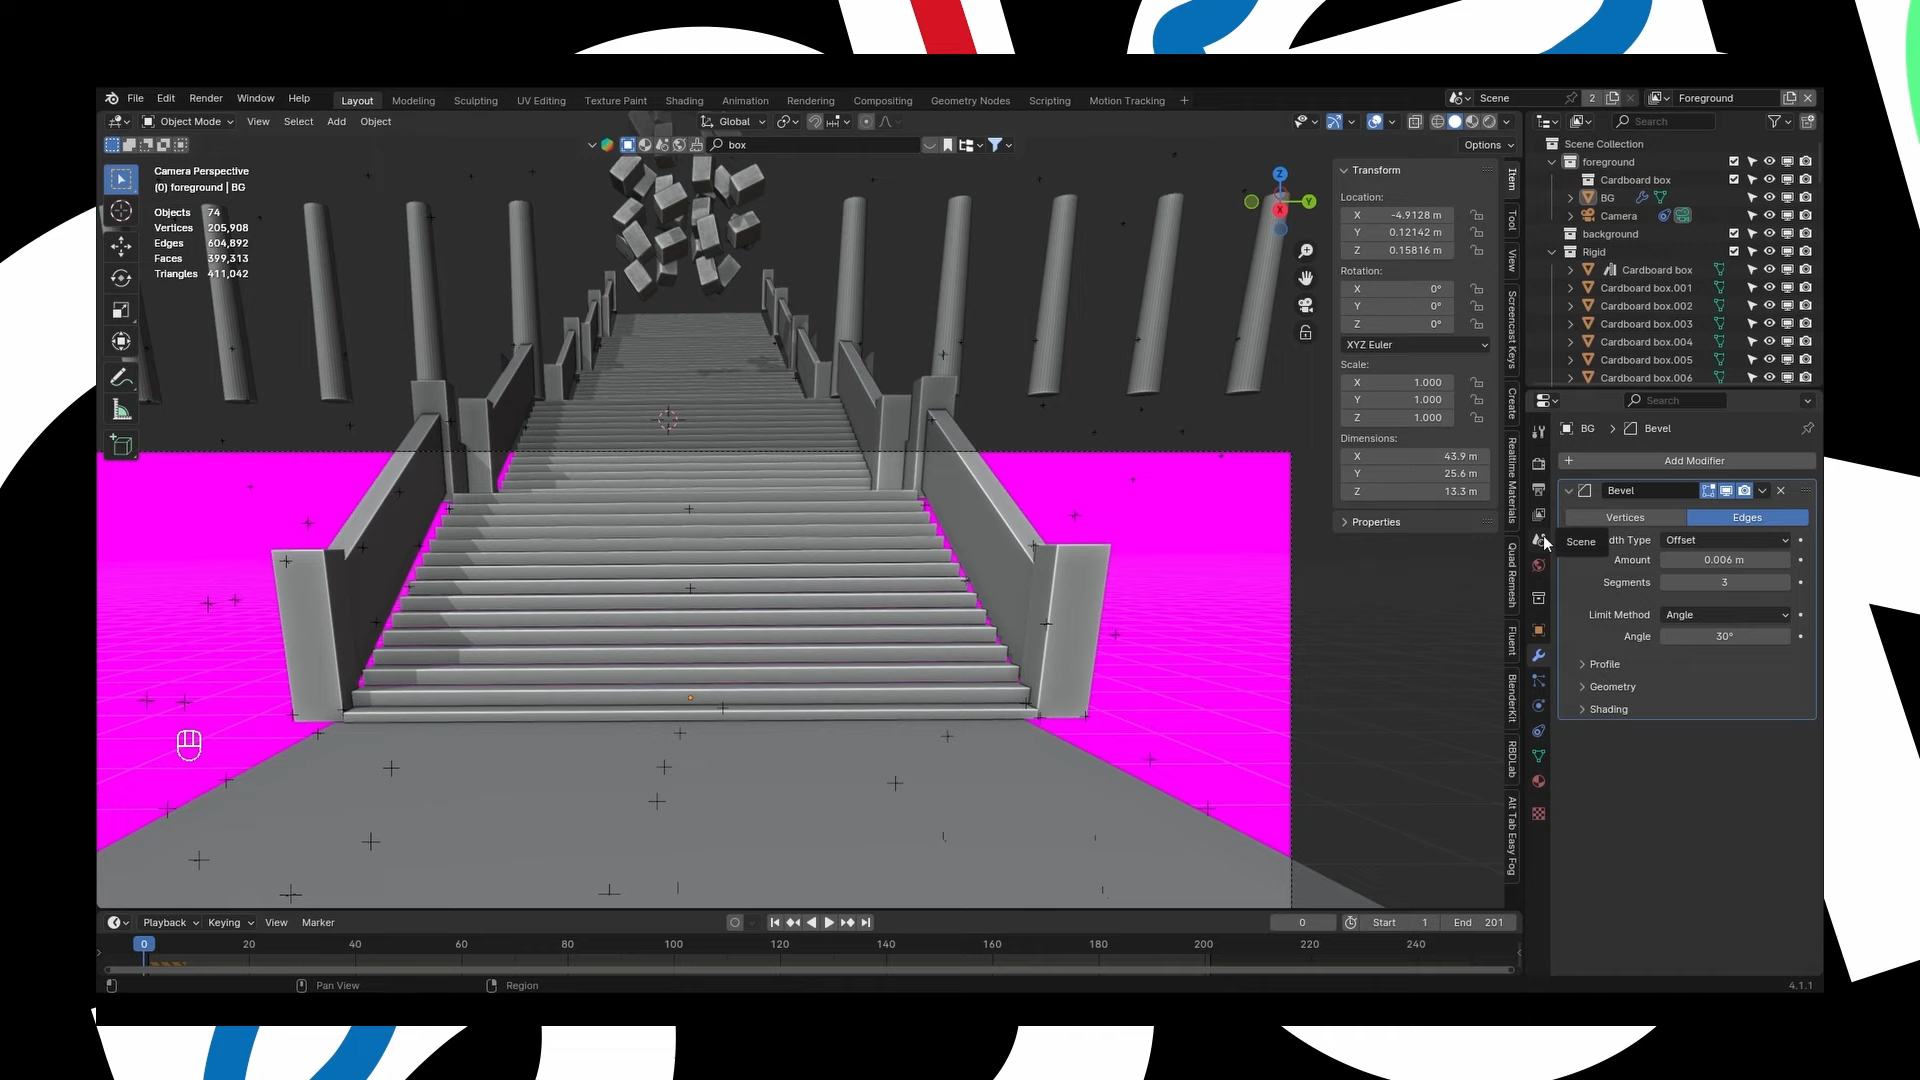 File Edit Render Window Help Layout Modeling Sculpting UV Editing Texture Paint Shading Animation Rendering Compositing Geometry Nodes Scripting Motion Tracking + Scene 2 Foreground
Object Mode View Select Add Object Global Search
box Options
Camera Perspective
(0) foreground | BG
Objects 74
Vertices 205,908
Edges 604,892
Faces 399,313
Triangles 411,042
Z
Y
X
Transform
Location:
X -4.9128 m
Y 0.12142 m
Z 0.15816 m
Rotation:
X 0°
Y 0°
Z 0°
XYZ Euler
Scale:
X 1.000
Y 1.000
Z 1.000
Dimensions:
X 43.9 m
Y 25.6 m
Z 13.3 m
Properties
Item
Tool
View
Screencast Keys
Create
Realtime Materials
Quad Remesh
Fluent
BlenderKit
RBDLab
Alt Tab Easy Fog
Scene Collection
foreground
Cardboard box
BG
Camera
background
Rigid
Cardboard box
Cardboard box.001
Cardboard box.002
Cardboard box.003
Cardboard box.004
Cardboard box.005
Cardboard box.006
Search
BG > Bevel
+ Add Modifier
Bevel
Vertices Edges
Scene
dth Type Offset
Amount 0.006 m
Segments 3
Limit Method Angle
Angle 30°
Profile
Geometry
Shading
Playback Keying View Marker 0 Start 1 End 201
0 20 40 60 80 100 120 140 160 180 200 220 240
Pan View Region 4.1.1